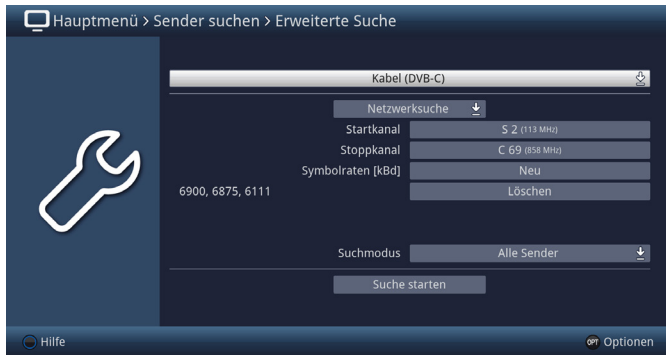 Hauptmenü > Sender suchen > Erweiterte Suche
Kabel (DVB-C)
Netzwerksuche
Startkanal S 2 (113 MHz)
Stoppkanal C 69 (858 MHz)
Symbolraten [kBd] Neu
6900, 6875, 6111 Löschen
Suchmodus Alle Sender
Suche starten
Hilfe OPT Optionen